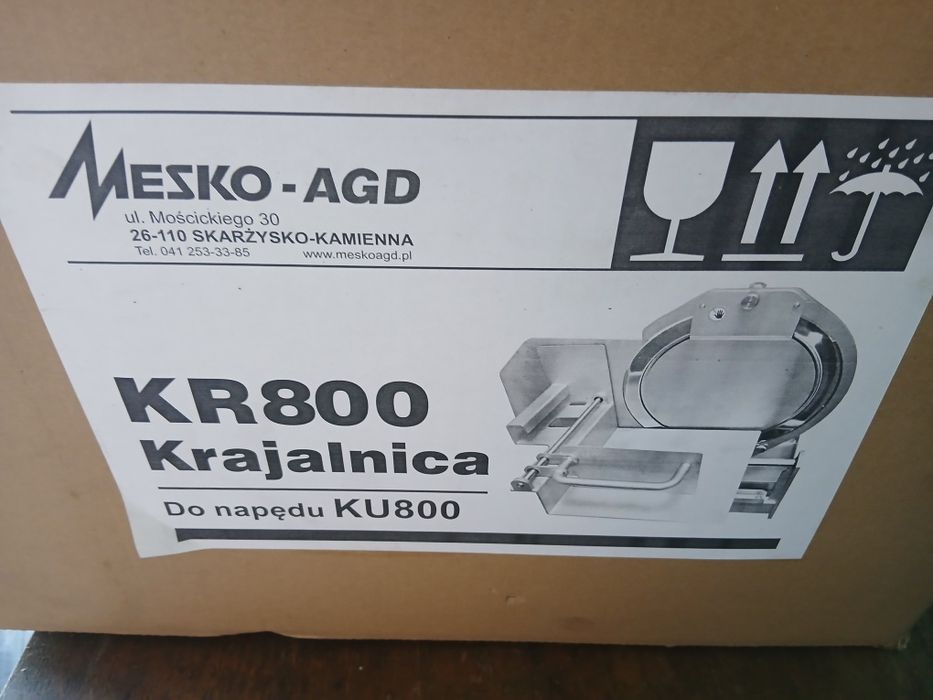 MESKO-AGD
ul. Mościckiego 30
26-110 SKARŻYSKO-KAMIENNA
Tel. 041 253-33-85 www.meskoagd.pl
KR800
Krajalnica
Do napędu KU800